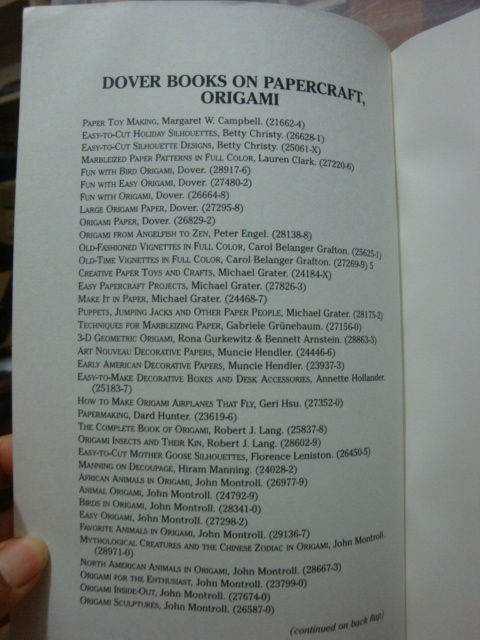 DOVER BOOKS ON PAPERCRAFT,
ORIGAMI
PAPER TOY MAKING, Margaret W. Campbell. (21662-4)
EASY-TO-CUT HOLIDAY SILHOUETTES, Betty Christy. (26628-1)
EASY-TO-CUT SILHOUETTE DESIGNS, Betty Christy. (25061-X)
MARBLEIZED PAPER PATTERNS IN FULL COLOR, Lauren Clark. (27220-6)
FUN WITH BIRD ORIGAMI, Dover. (28917-6)
FUN WITH EASY ORIGAMI, Dover. (27480-2)
FUN WITH ORIGAMI, Dover. (26664-8)
LARGE ORIGAMI PAPER, Dover. (27295-8)
ORIGAMI PAPER, Dover. (26829-2)
ORIGAMI FROM ANGELFISH TO ZEN, Peter Engel. (28138-8)
OLD-FASHIONED VIGNETTES IN FULL COLOR, Carol Belanger Grafton. (25625-1)
OLD-TIME VIGNETTES IN FULL COLOR, Carol Belanger Grafton. (27269-9) 5
CREATIVE PAPER TOYS AND CRAFTS, Michael Grater. (24184-X)
EASY PAPERCRAFT PROJECTS, Michael Grater. (27826-3)
MAKE IT IN PAPER, Michael Grater. (24468-7)
PUPPETS, JUMPING JACKS AND OTHER PAPER PEOPLE, Michael Grater. (28175-2)
TECHNIQUES FOR MARBLEIZING PAPER, Gabriele Grünebaum. (27156-0)
3-D GEOMETRIC ORIGAMI, Rona Gurkewitz & Bennett Arnstein. (28863-3)
ART NOUVEAU DECORATIVE PAPERS, Muncie Hendler. (24446-6)
EARLY AMERICAN DECORATIVE PAPERS, Muncie Hendler. (23937-3)
EASY-TO-MAKE DECORATIVE BOXES AND DESK ACCESSORIES, Annette Hollander.
(25183-7)
HOW TO MAKE ORIGAMI AIRPLANES THAT FLY, Geri Hsu. (27352-0)
PAPERMAKING, Dard Hunter. (23619-6)
THE COMPLETE BOOK OF ORIGAMI, Robert J. Lang. (25837-8)
ORIGAMI INSECTS AND THEIR KIN, Robert J. Lang. (28602-9)
EASY-TO-CUT MOTHER GOOSE SILHOUETTES, Florence Leniston. (26450-5)
MANNING ON DECOUPAGE, Hiram Manning. (24028-2)
AFRICAN ANIMALS IN ORIGAMI, John Montroll. (26977-9)
ANIMAL ORIGAMI, John Montroll. (24792-9)
BIRDS IN ORIGAMI, John Montroll. (28341-0)
EASY ORIGAMI, John Montroll. (27298-2)
FAVORITE ANIMALS IN ORIGAMI, John Montroll. (29136-7)
MYTHOLOGICAL CREATURES AND THE CHINESE ZODIAC IN ORIGAMI, John Montroll.
(28971-0)
NORTH AMERICAN ANIMALS IN ORIGAMI, John Montroll. (28667-3)
ORIGAMI FOR THE ENTHUSIAST, John Montroll. (23799-0)
ORIGAMI INSIDE-OUT, John Montroll. (27674-0)
ORIGAMI SCULPTURES, John Montroll. (26587-0)
(continued on back flap)